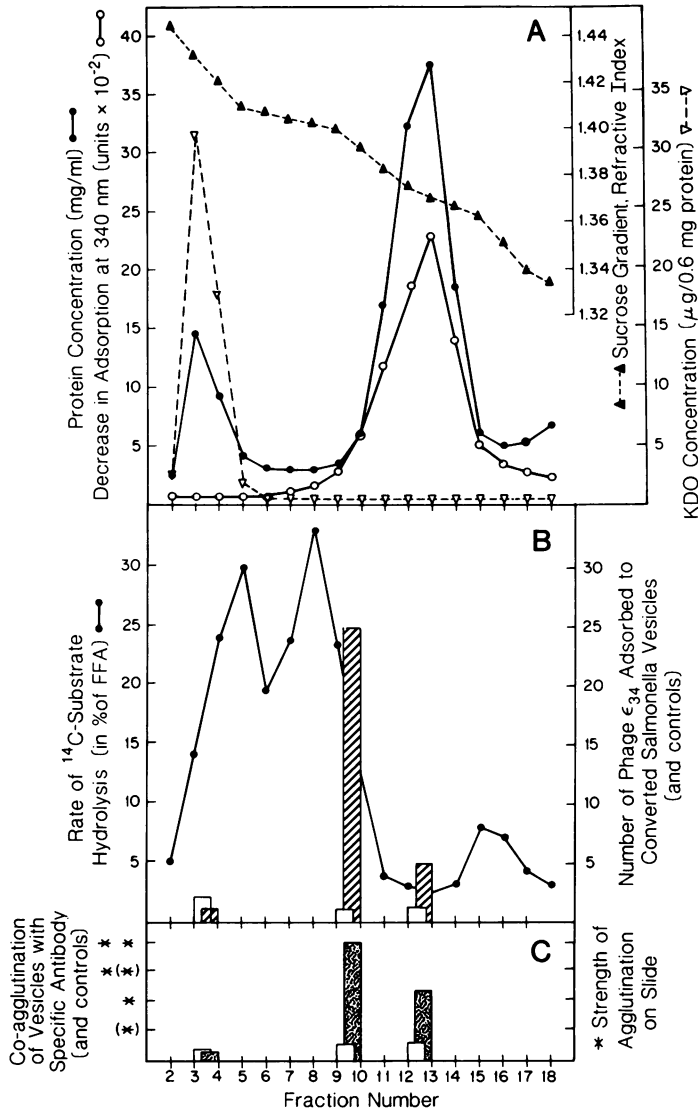 A
Protein Concentration (mg/ml)
Decrease in Adsorption at 340 nm (units × 10⁻²)
40
35
30
25
20
15
10
5
1.44
1.42
1.40
1.38
1.36
1.34
1.32
Sucrose Gradient, Refractive Index
35
30
25
20
15
10
5
KDO Concentration (μg/0.6 mg protein)
B
Rate of ¹⁴C-Substrate
Hydrolysis (in % of FFA)
30
25
20
15
10
5
30
25
20
15
10
5
Number of Phage ϵ₃₄ Adsorbed to
Converted Salmonella Vesicles
(and controls)
C
Co-agglutination
of Vesicles with
Specific Antibody
(and controls)
* *
*(*)
*
(*)
* Strength of
Agglutination
on Slide
2 3 4 5 6 7 8 9 10 11 12 13 14 15 16 17 18
Fraction Number